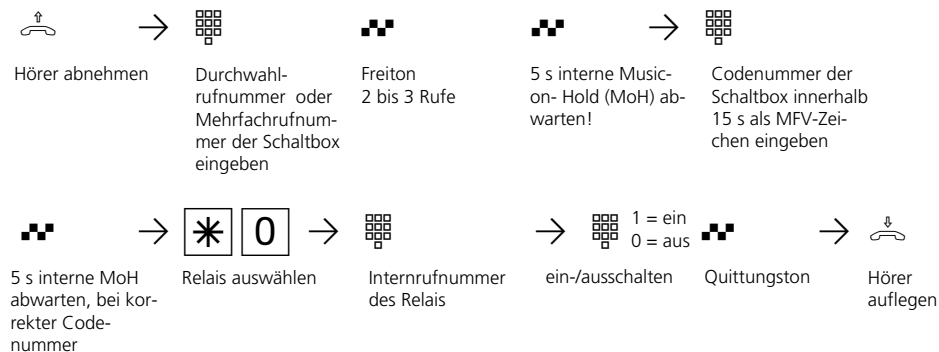 Hörer abnehmen
Durchwahl-
rufnummer oder
Mehrfachrufnum-
mer der Schaltbox
eingeben
Freiton
2 bis 3 Rufe
5 s interne Music-
on- Hold (MoH) ab-
warten!
Codenummer der
Schaltbox innerhalb
15 s als MFV-Zei-
chen eingeben
5 s interne MoH
abwarten, bei kor-
rekter Code-
nummer
* 0
Relais auswählen
Internrufnummer
des Relais
1 = ein
0 = aus
ein-/ausschalten
Quittungston
Hörer
auflegen